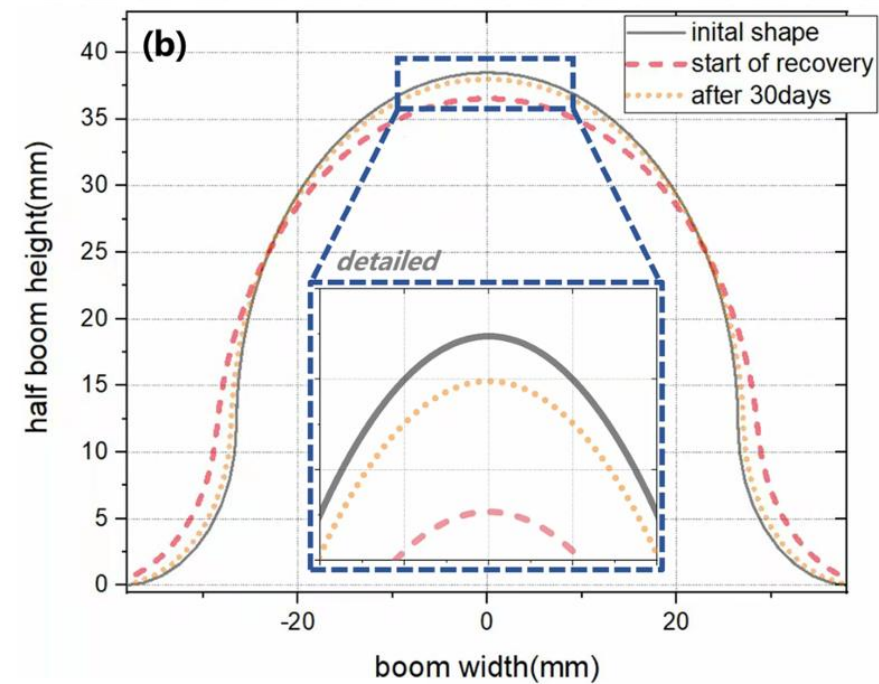 (b)
inital shape
start of recovery
after 30days
40
35
30
25
20
15
10
5
0
half boom height(mm)
detailed
-20
0
20
boom width(mm)